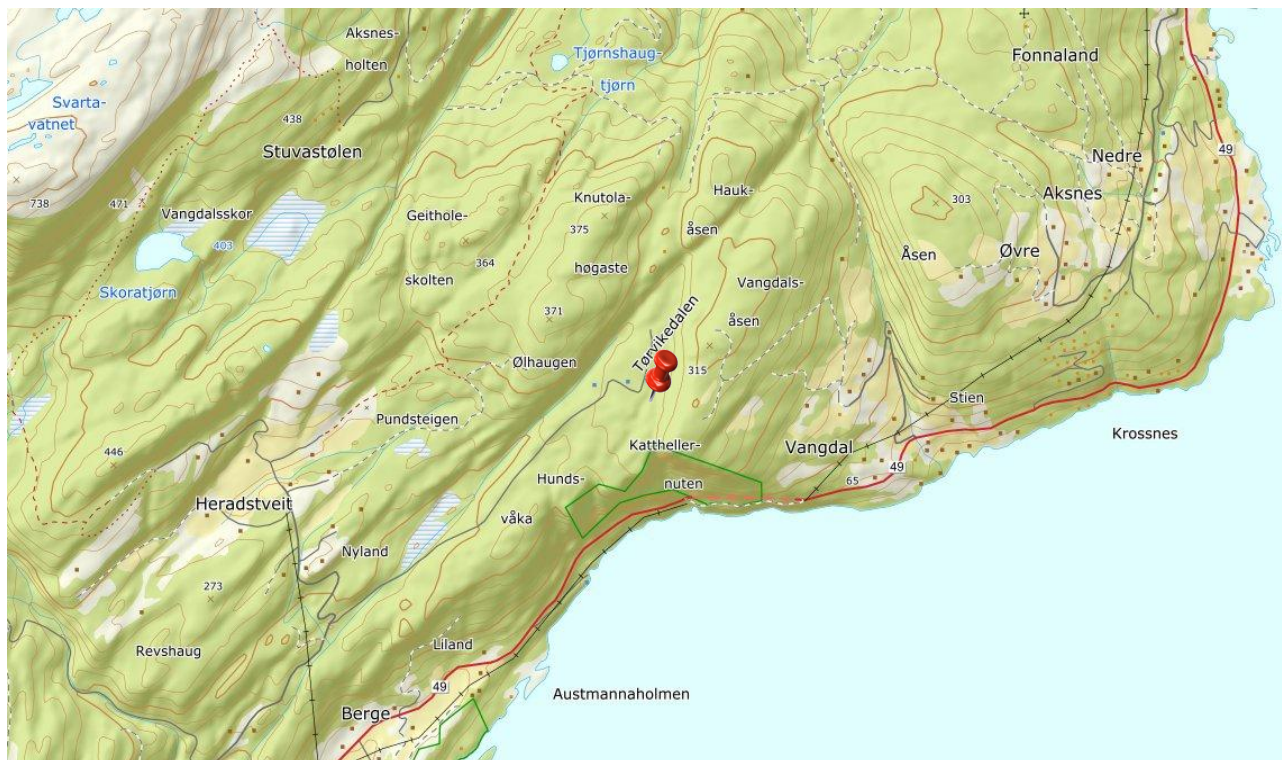 Aksnes-
holten
Tjørnshaug-
tjørn
Fonnaland
Svarta-
vatnet
438
Stuvastølen
49
Nedre
Aksnes
738
471
Vangdalsskor
403
Geithole-
skolten
364
Knutola-
375
høgaste
Hauk-
åsen
303
Åsen
Øvre
Skoratjørn
371
Vangdals-
åsen
Tørvikedalen
Ølhaugen
315
Pundsteigen
Stien
Krossnes
446
Kattheller-
nuten
Vangdal
49
65
Heradstveit
Hunds-
våka
Nyland
273
Revshaug
Liland
49
Berge
Austmannaholmen